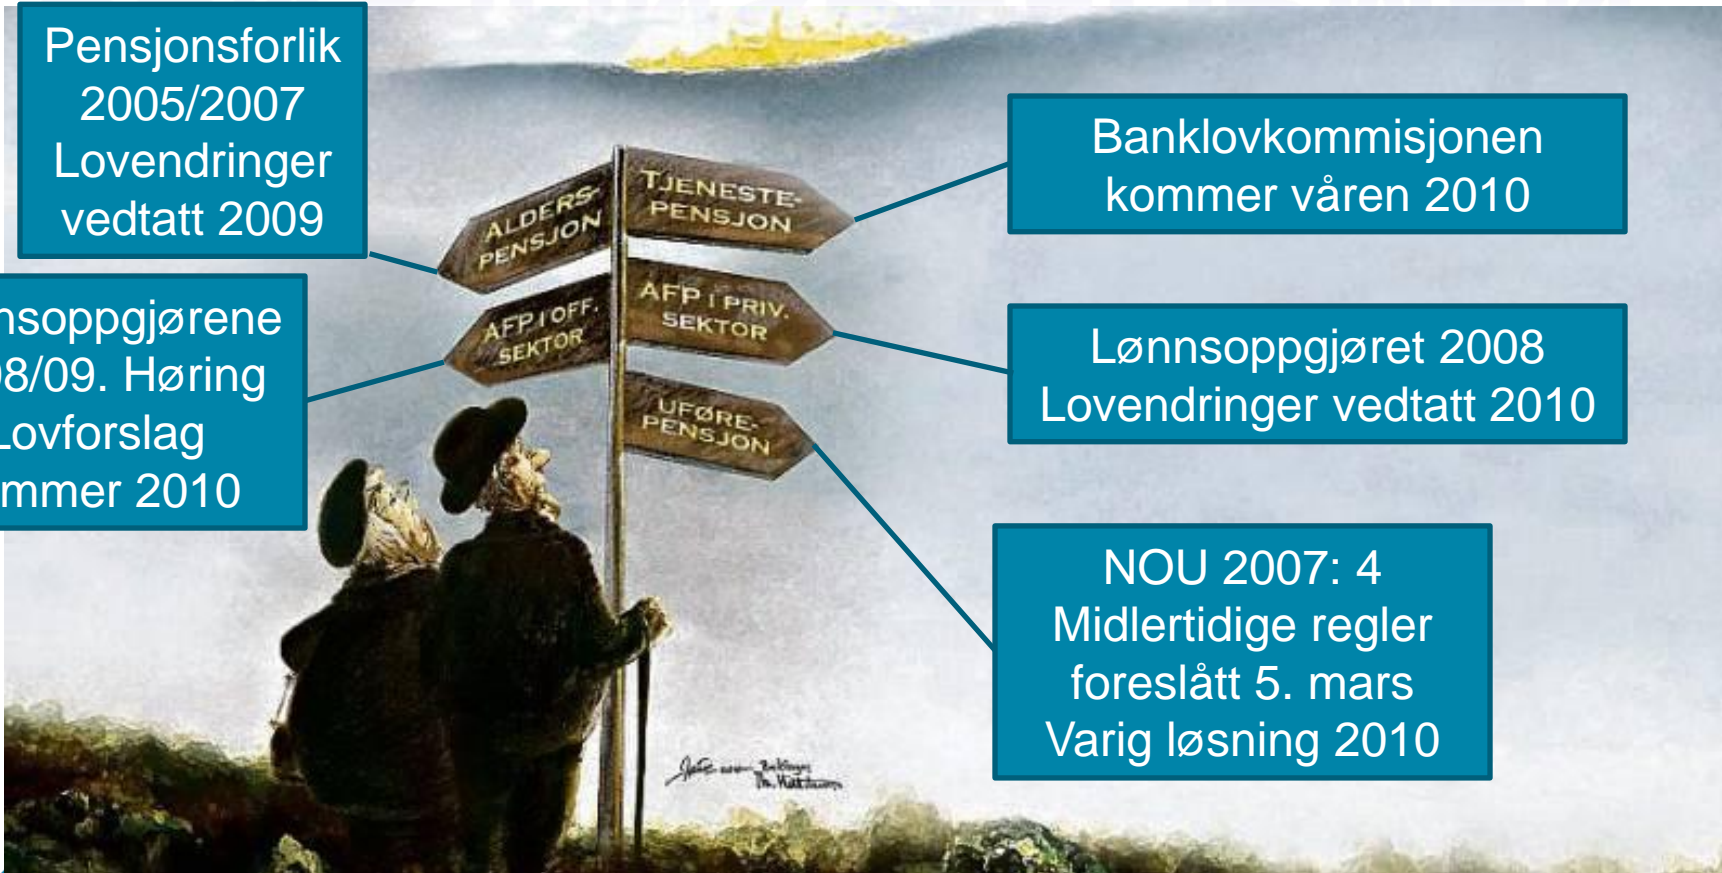 Pensjonsforlik
2005/2007
Lovendringer
vedtatt 2009
nsoppgjørene
8/09. Høring
Lovforslag
mmer 2010
ALDERS-
PENSJON
TJENESTE-
PENSJON
AFP I OFF.
SEKTOR
AFP I PRIV.
SEKTOR
UFØRE-
PENSJON
Banklovkommisjonen
kommer våren 2010
Lønnsoppgjøret 2008
Lovendringer vedtatt 2010
NOU 2007: 4
Midlertidige regler
foreslått 5. mars
Varig løsning 2010